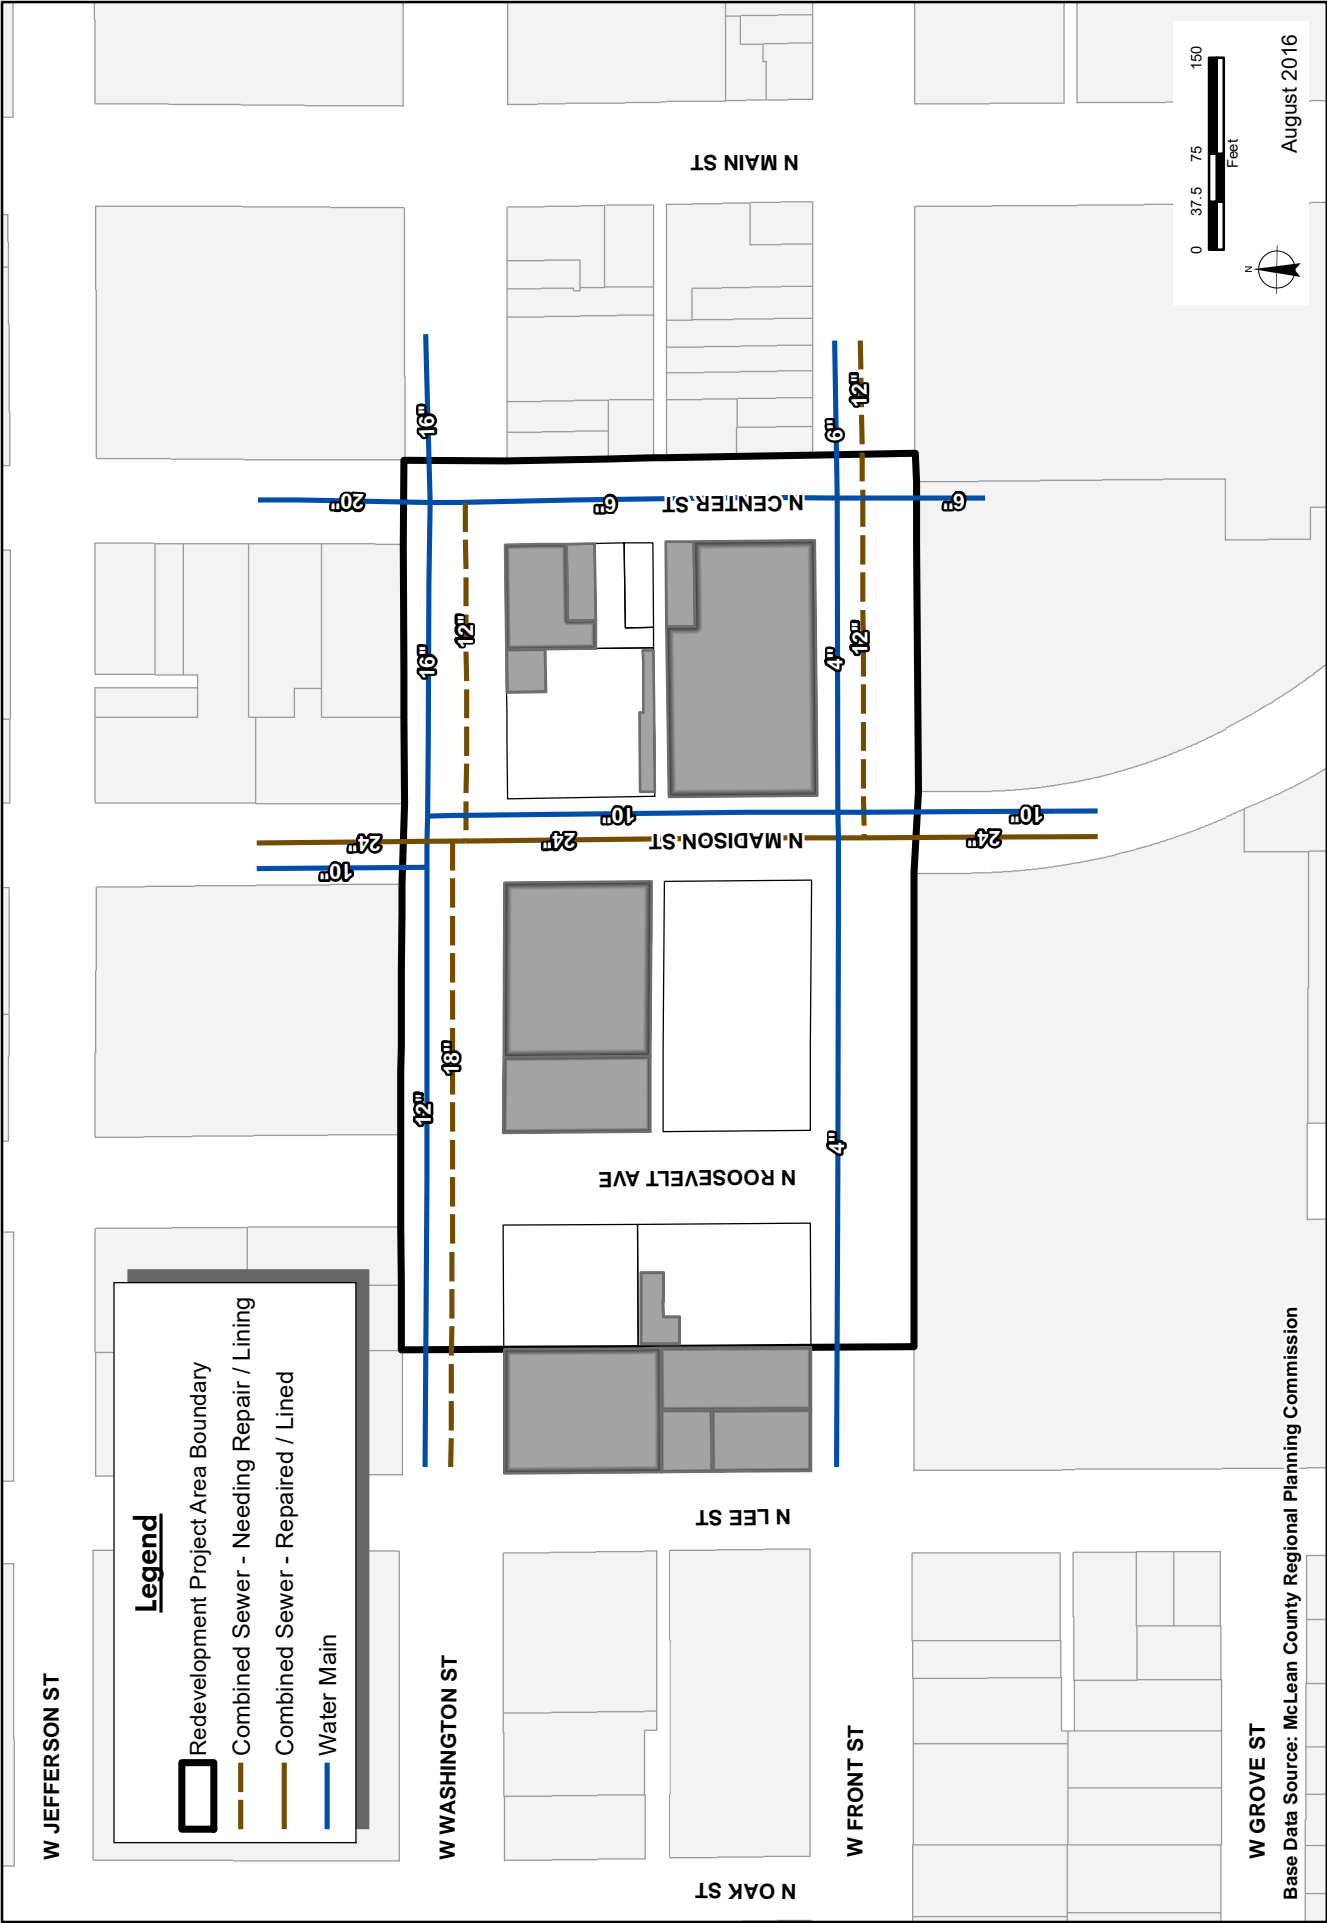 Legend
Redevelopment Project Area Boundary
Combined Sewer - Needing Repair / Lining
Combined Sewer - Repaired / Lined
Water Main
W JEFFERSON ST
W WASHINGTON ST
W FRONT ST
W GROVE ST
N OAK ST
N LEE ST
N ROOSEVELT AVE
N MADISON ST
N CENTER ST
N MAIN ST
10"
24"
20"
12"
16"
16"
18"
12"
24"
10"
6"
4"
4"
6"
12"
12"
24"
10"
6"
0 37.5 75 150
Feet
N
August 2016
Base Data Source: McLean County Regional Planning Commission